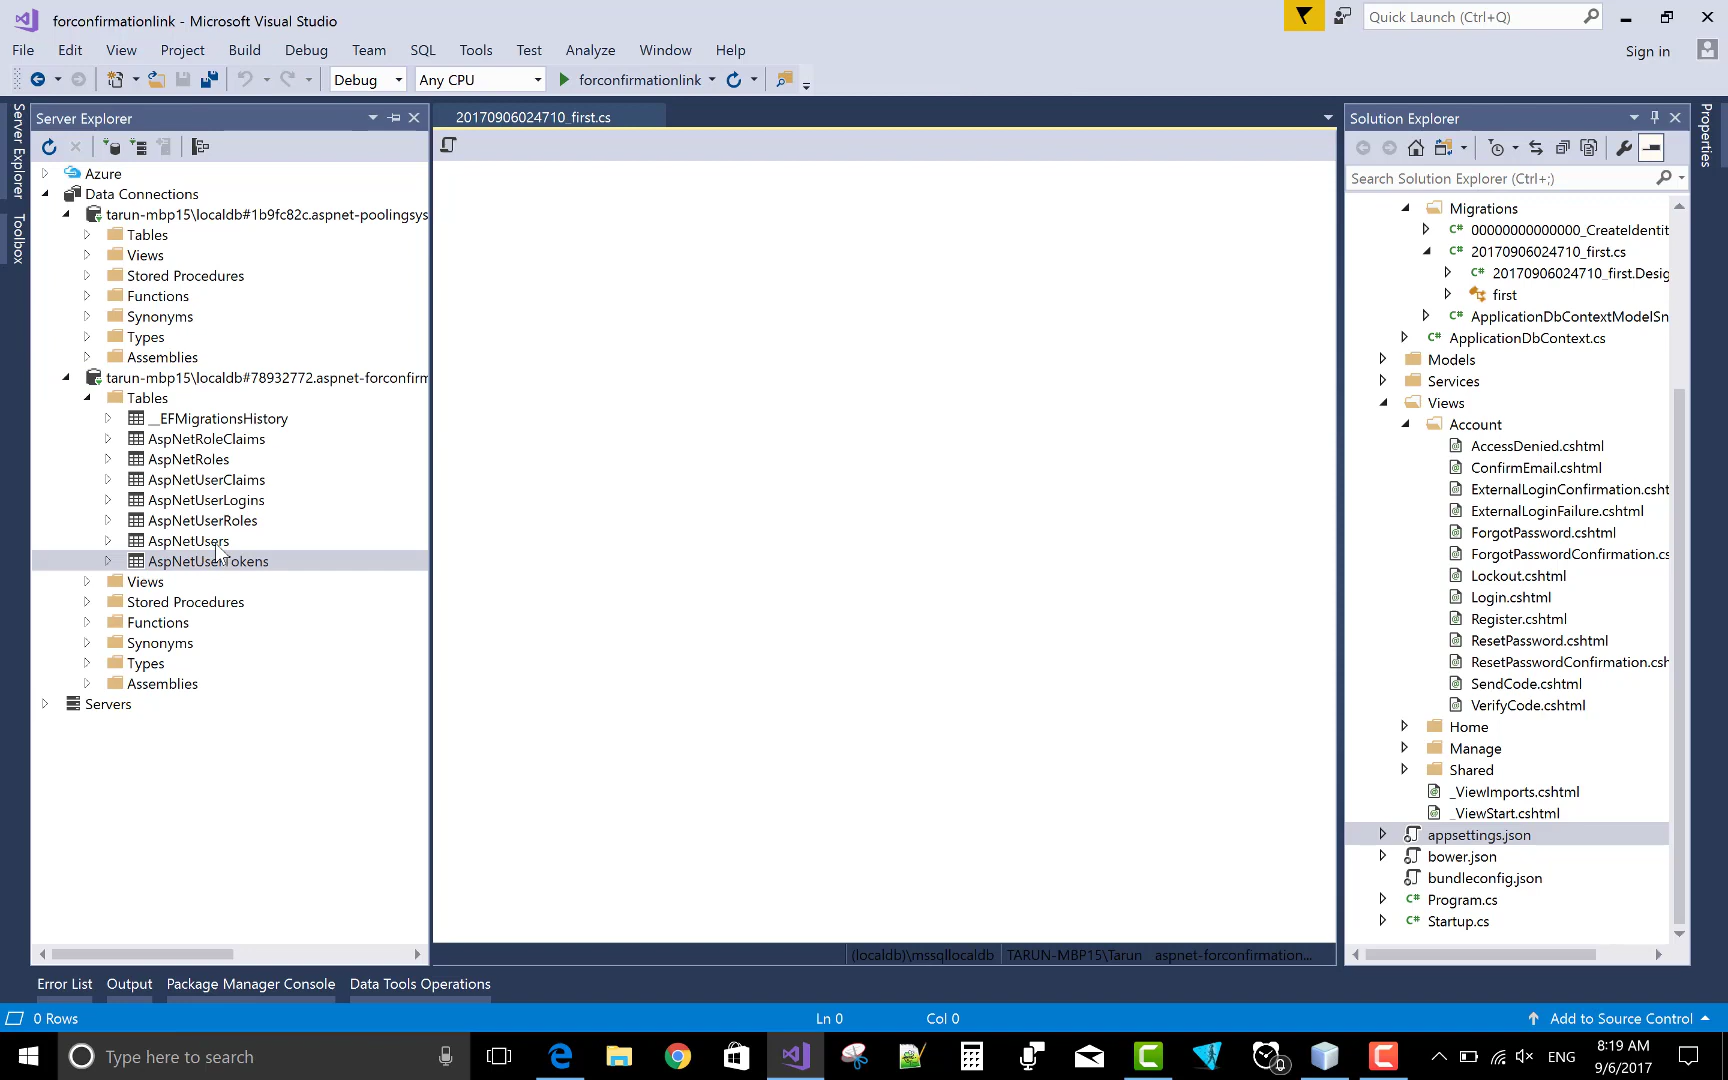 forconfirmationlink - Microsoft Visual Studio
Quick Launch (Ctrl+Q)
File Edit View Project Build Debug Team SQL Tools Test Analyze Window Help
Sign in
Debug Any CPU forconfirmationlink
Server Explorer
Toolbox
Server Explorer
Azure
Data Connections
tarun-mbp15\localdb#1b9fc82c.aspnet-poolingsys
Tables
Views
Stored Procedures
Functions
Synonyms
Types
Assemblies
tarun-mbp15\localdb#78932772.aspnet-forconfirm
Tables
__EFMigrationsHistory
AspNetRoleClaims
AspNetRoles
AspNetUserClaims
AspNetUserLogins
AspNetUserRoles
AspNetUsers
AspNetUserTokens
Views
Stored Procedures
Functions
Synonyms
Types
Assemblies
Servers
20170906024710_first.cs
(localdb)\mssqllocaldb TARUN-MBP15\Tarun aspnet-forconfirmation...
Solution Explorer
Search Solution Explorer (Ctrl+;)
Migrations
00000000000000_CreateIdentit
20170906024710_first.cs
20170906024710_first.Desig
first
ApplicationDbContextModelSn
ApplicationDbContext.cs
Models
Services
Views
Account
AccessDenied.cshtml
ConfirmEmail.cshtml
ExternalLoginConfirmation.csht
ExternalLoginFailure.cshtml
ForgotPassword.cshtml
ForgotPasswordConfirmation.cs
Lockout.cshtml
Login.cshtml
Register.cshtml
ResetPassword.cshtml
ResetPasswordConfirmation.csh
SendCode.cshtml
VerifyCode.cshtml
Home
Manage
Shared
_ViewImports.cshtml
_ViewStart.cshtml
appsettings.json
bower.json
bundleconfig.json
Program.cs
Startup.cs
Properties
Error List Output Package Manager Console Data Tools Operations
0 Rows Ln 0 Col 0 Add to Source Control
Type here to search
ENG
8:19 AM
9/6/2017